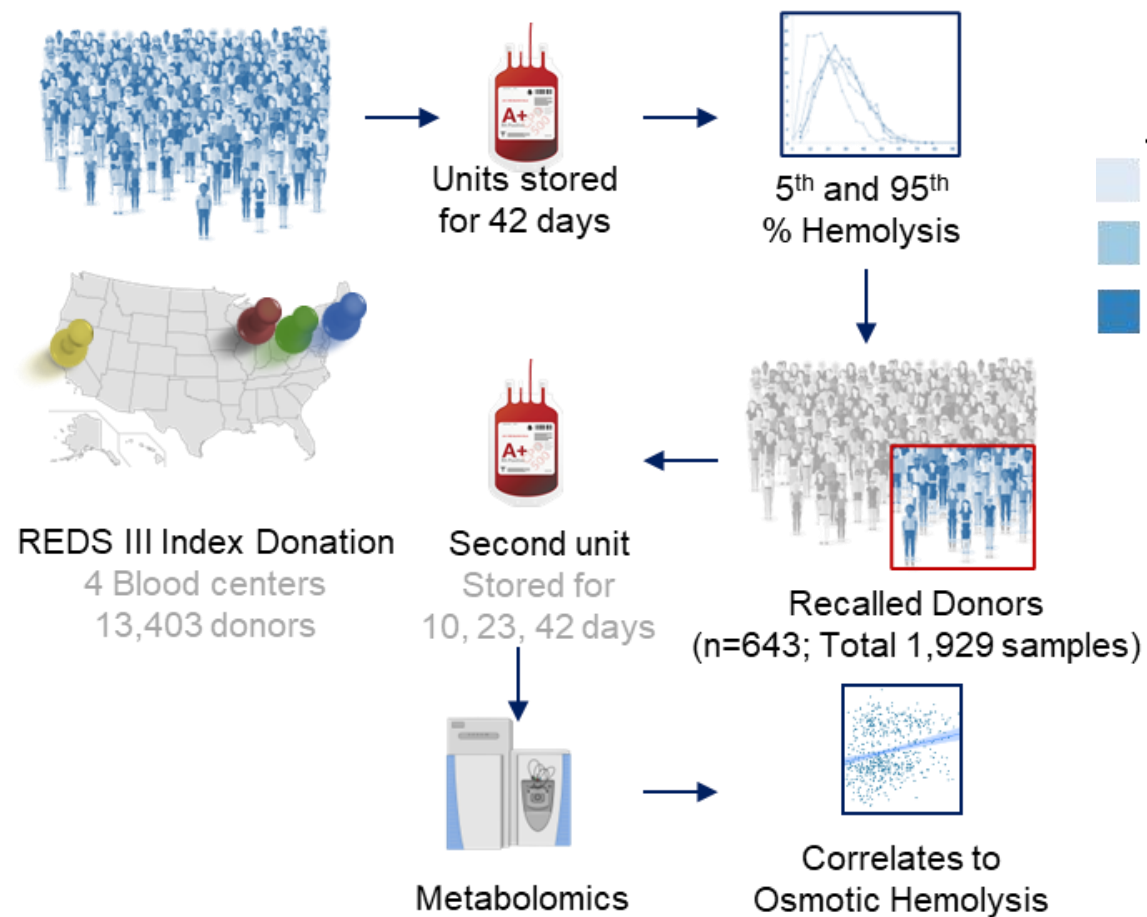 A+
Units stored
for 42 days
5th and 95th
% Hemolysis
REDS III Index Donation
4 Blood centers
13,403 donors
A+
Second unit
Stored for
10, 23, 42 days
Recalled Donors
(n=643; Total 1,929 samples)
Metabolomics
Correlates to
Osmotic Hemolysis